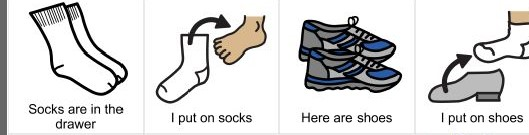 Socks are in the
drawer
I put on socks
Here are shoes
I put on shoes